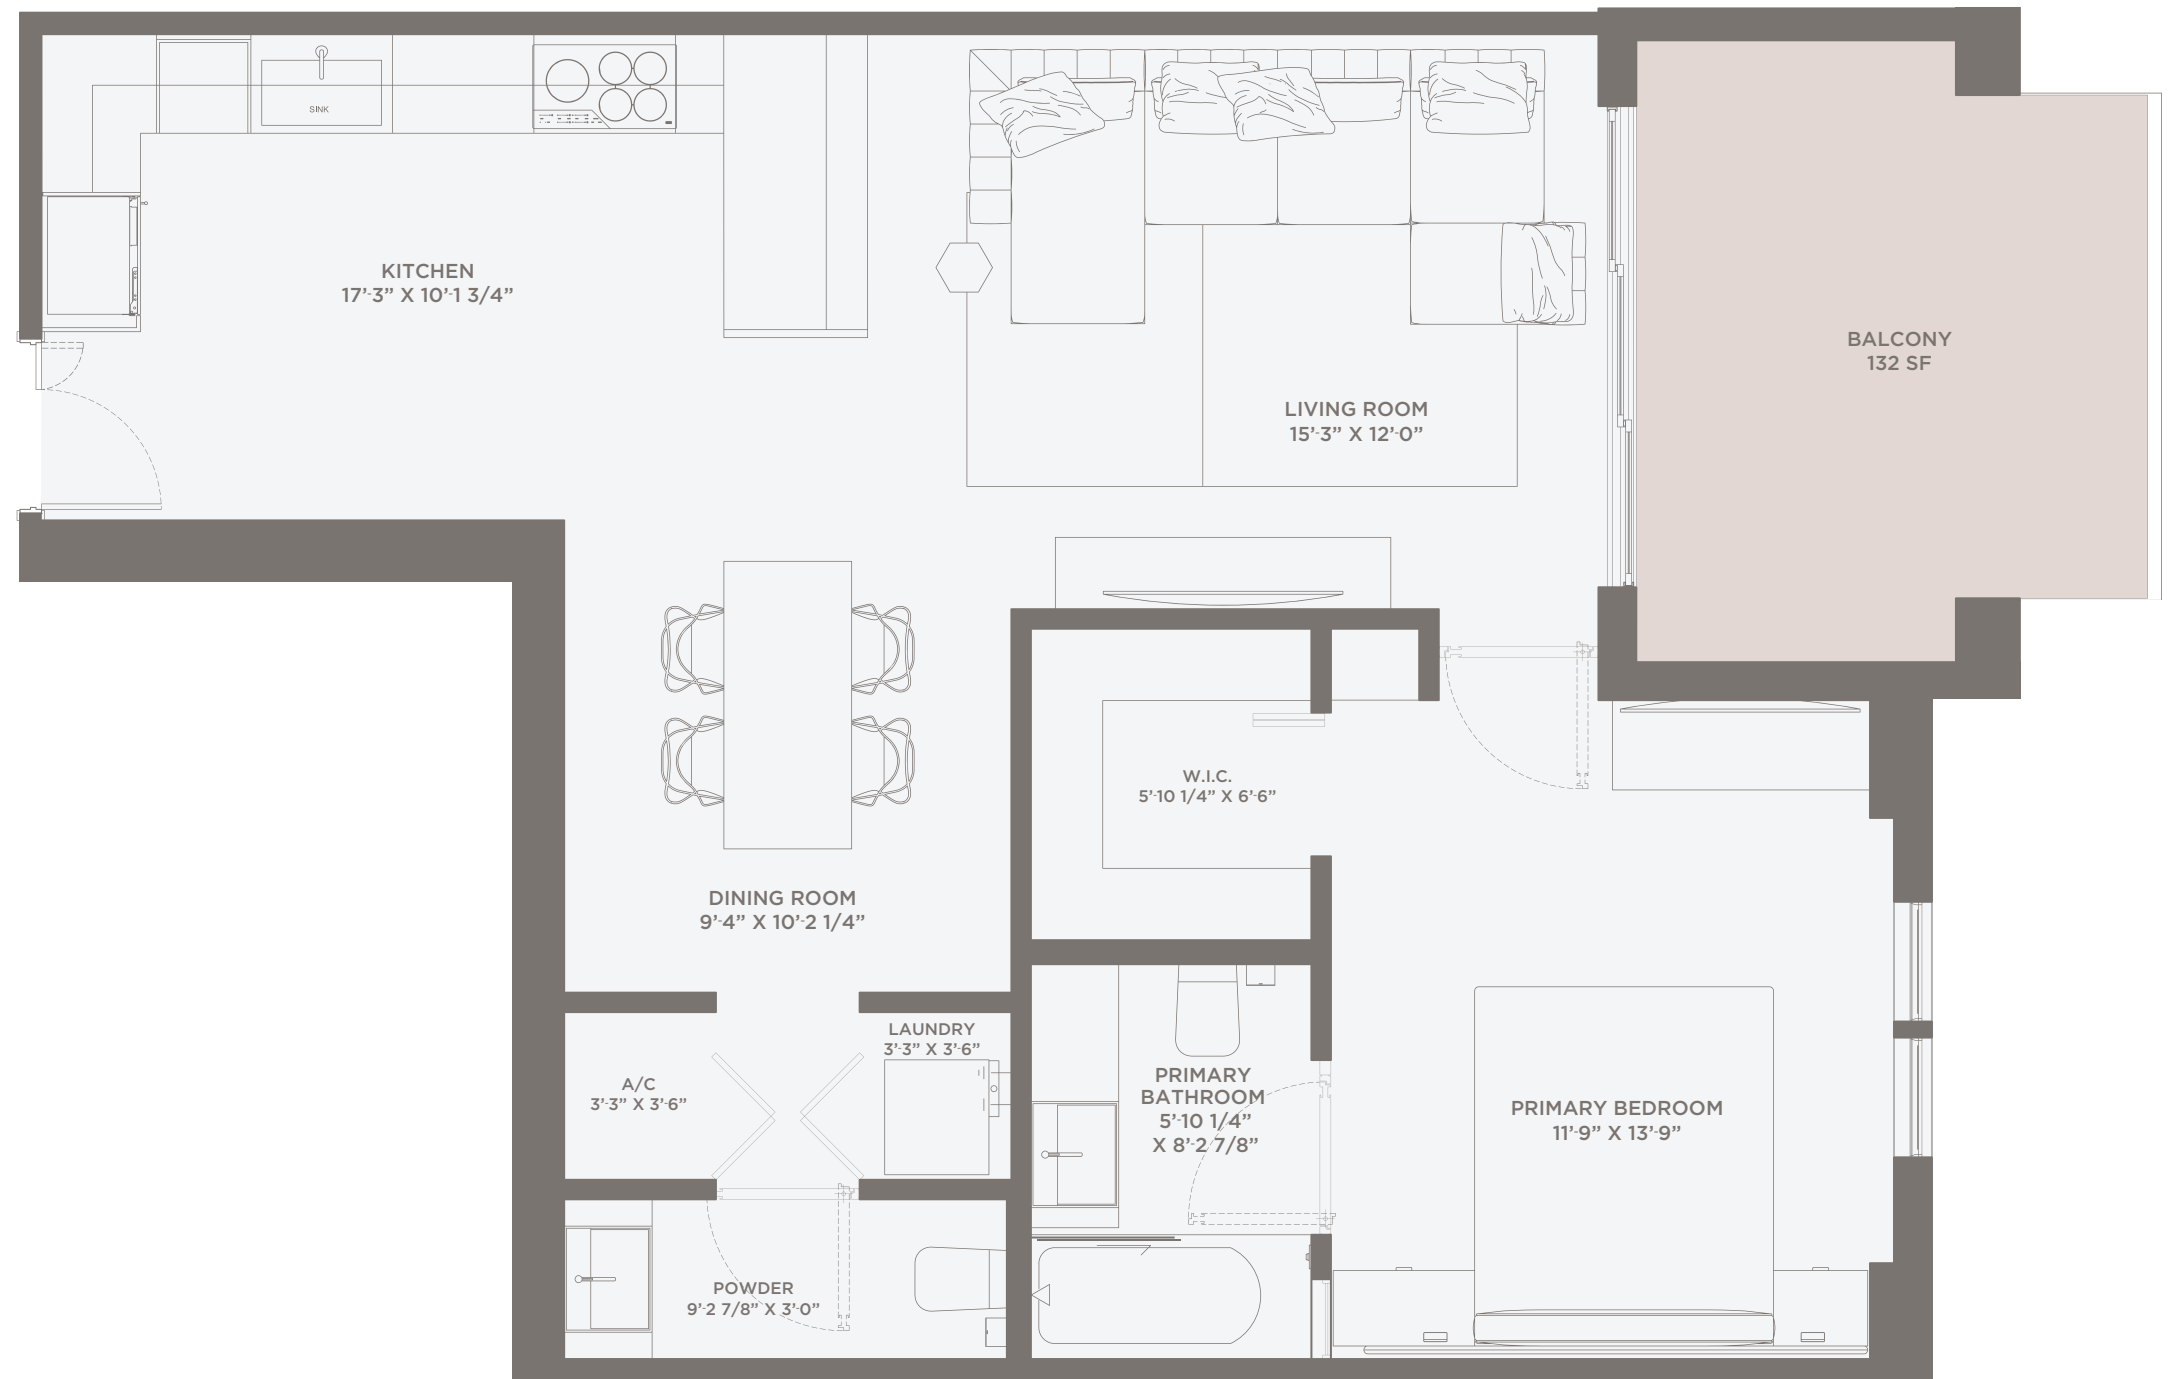 SINK
KITCHEN
17'-3" X 10'-1 3/4"
BALCONY
132 SF
LIVING ROOM
15'-3" X 12'-0"
W.I.C.
5'-10 1/4" X 6'-6"
DINING ROOM
9'-4" X 10'-2 1/4"
LAUNDRY
3'-3" X 3'-6"
A/C
3'-3" X 3'-6"
PRIMARY
BATHROOM
5'-10 1/4"
X 8'-2 7/8"
PRIMARY BEDROOM
11'-9" X 13'-9"
POWDER
9'-2 7/8" X 3'-0"